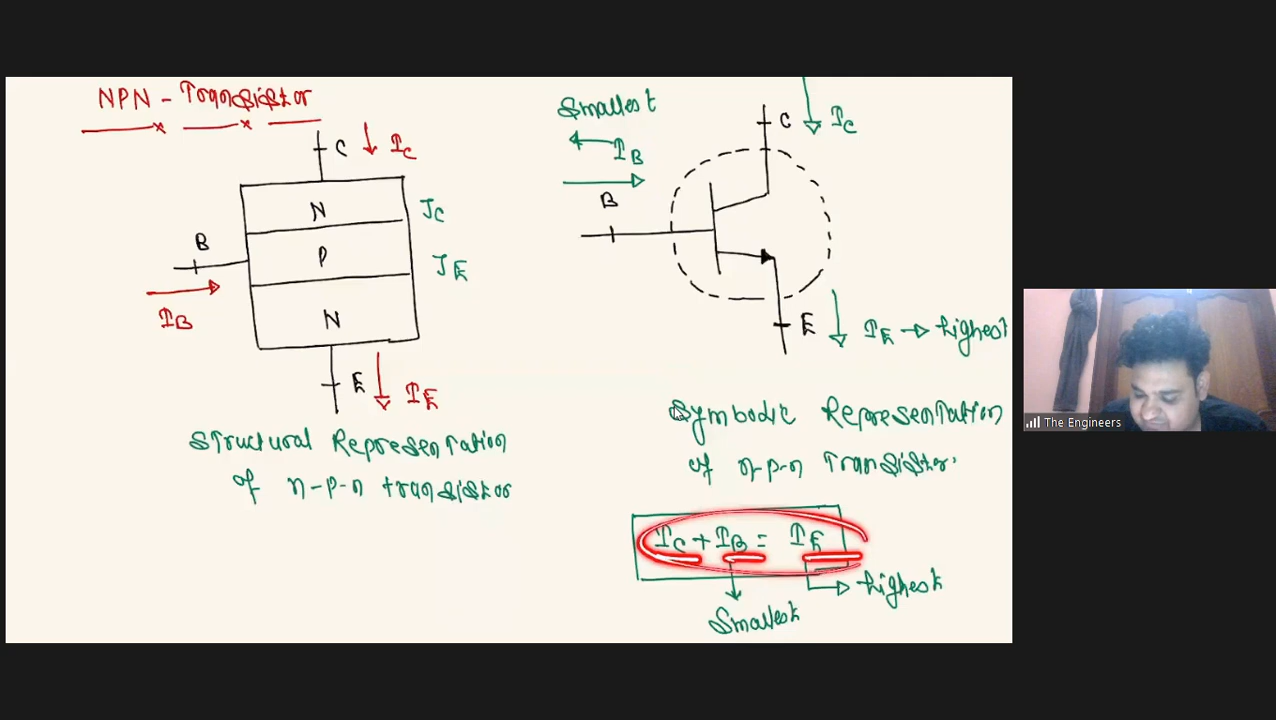 NPN - Transistor
C
IC
N
JC
B
P
JE
IB
N
E
IE
Structural Representation
of n-p-n transistor
Smallest
IB
B
C
IC
E
IE → highest
Symbolic Representation
of n-p-n Transistor.
IC + IB = IE
highest
Smallest
The Engineers